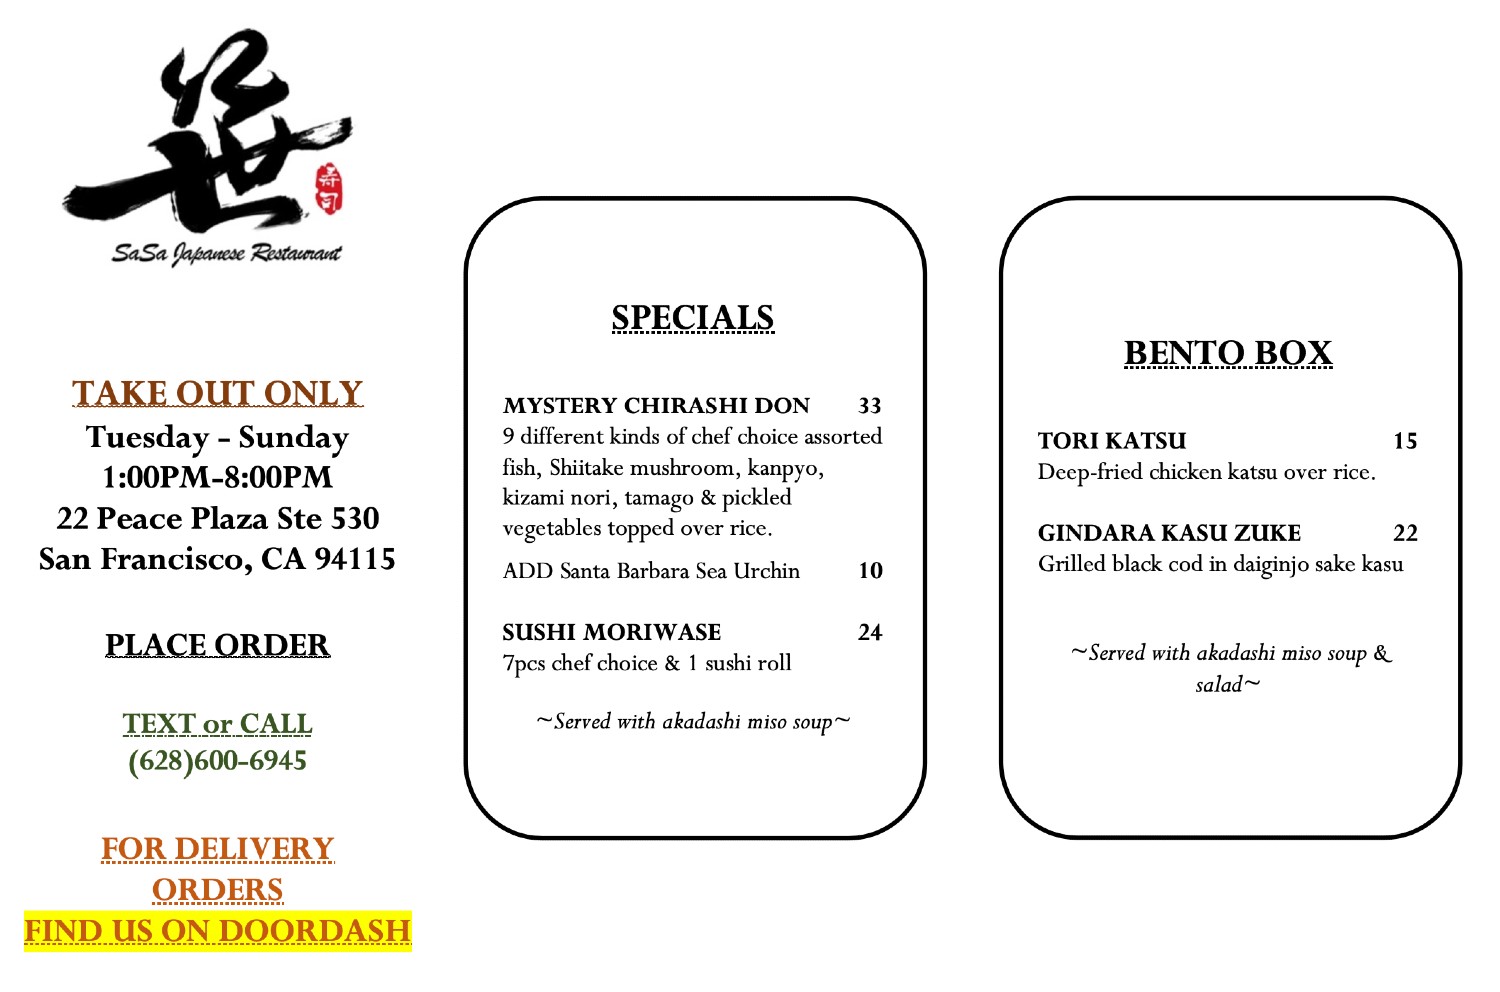 笹
寿
司
SaSa Japanese Restaurant
TAKE OUT ONLY
Tuesday - Sunday
1:00PM-8:00PM
22 Peace Plaza Ste 530
San Francisco, CA 94115
PLACE ORDER
TEXT or CALL
(628)600-6945
FOR DELIVERY
ORDERS
FIND US ON DOORDASH
SPECIALS
MYSTERY CHIRASHI DON 33
9 different kinds of chef choice assorted
fish, Shiitake mushroom, kanpyo,
kizami nori, tamago & pickled
vegetables topped over rice.
ADD Santa Barbara Sea Urchin 10
SUSHI MORIWASE 24
7pcs chef choice & 1 sushi roll
~Served with akadashi miso soup~
BENTO BOX
TORI KATSU 15
Deep-fried chicken katsu over rice.
GINDARA KASU ZUKE 22
Grilled black cod in daiginjo sake kasu
~Served with akadashi miso soup &
salad~